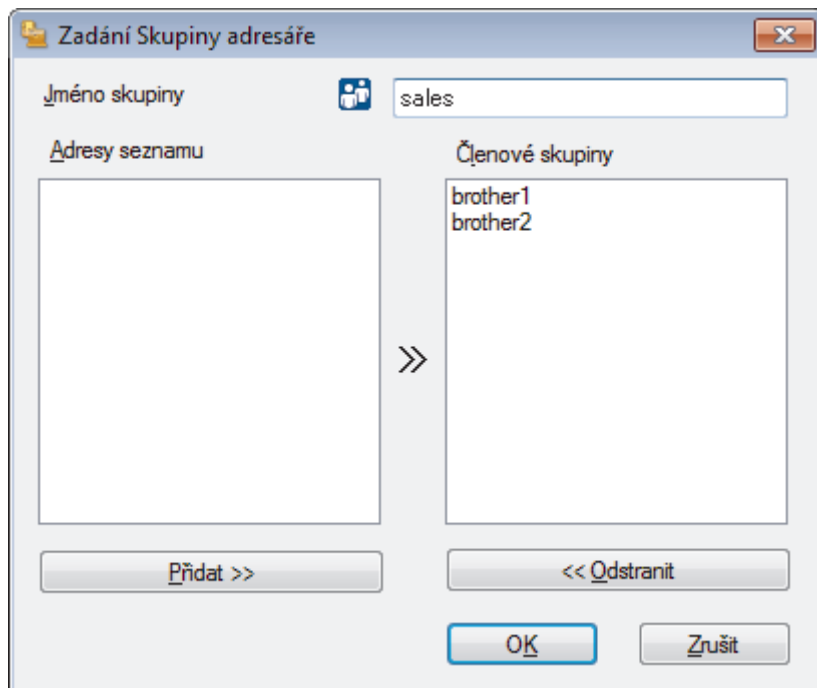 Zadání Skupiny adresáře
Jméno skupiny
sales
Adresy seznamu
Členové skupiny
brother1
brother2
Přidat >>
<< Odstranit
OK
Zrušit